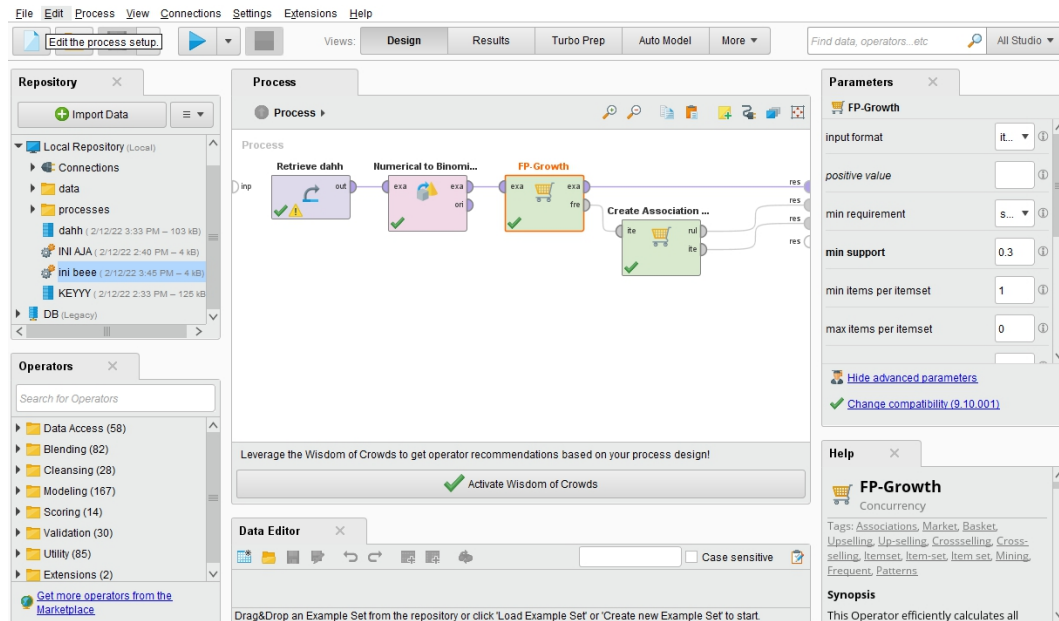 File Edit Process View Connections Settings Extensions Help
Edit the process setup.
Views: Design Results Turbo Prep Auto Model More
Find data, operators...etc
All Studio
Repository
Import Data
Local Repository (Local)
Connections
data
processes
dahh ( 2/12/22 3:33 PM – 103 kB)
INI AJA ( 2/12/22 2:40 PM – 4 kB)
ini beee ( 2/12/22 3:45 PM – 4 kB)
KEYYY ( 2/12/22 2:33 PM – 125 kB
DB (Legacy)
Operators
Search for Operators
Data Access (58)
Blending (82)
Cleansing (28)
Modeling (167)
Scoring (14)
Validation (30)
Utility (85)
Extensions (2)
Get more operators from the
Marketplace
Process
Process
Process
Retrieve dahh
Numerical to Binomi...
FP-Growth
Create Association ...
inp
out
exa exa
ori
exa exa
fre
ite rul
ite
res
res
res
res
Leverage the Wisdom of Crowds to get operator recommendations based on your process design!
Activate Wisdom of Crowds
Data Editor
Case sensitive
Drag&Drop an Example Set from the repository or click 'Load Example Set' or 'Create new Example Set' to start.
Parameters
FP-Growth
input format it...
positive value
min requirement s...
min support 0.3
min items per itemset 1
max items per itemset 0
Hide advanced parameters
Change compatibility (9.10.001)
Help
FP-Growth
Concurrency
Tags: Associations, Market, Basket,
Upselling, Up-selling, Crossselling, Cross-
selling, Itemset, Item-set, Item set, Mining,
Frequent, Patterns
Synopsis
This Operator efficiently calculates all